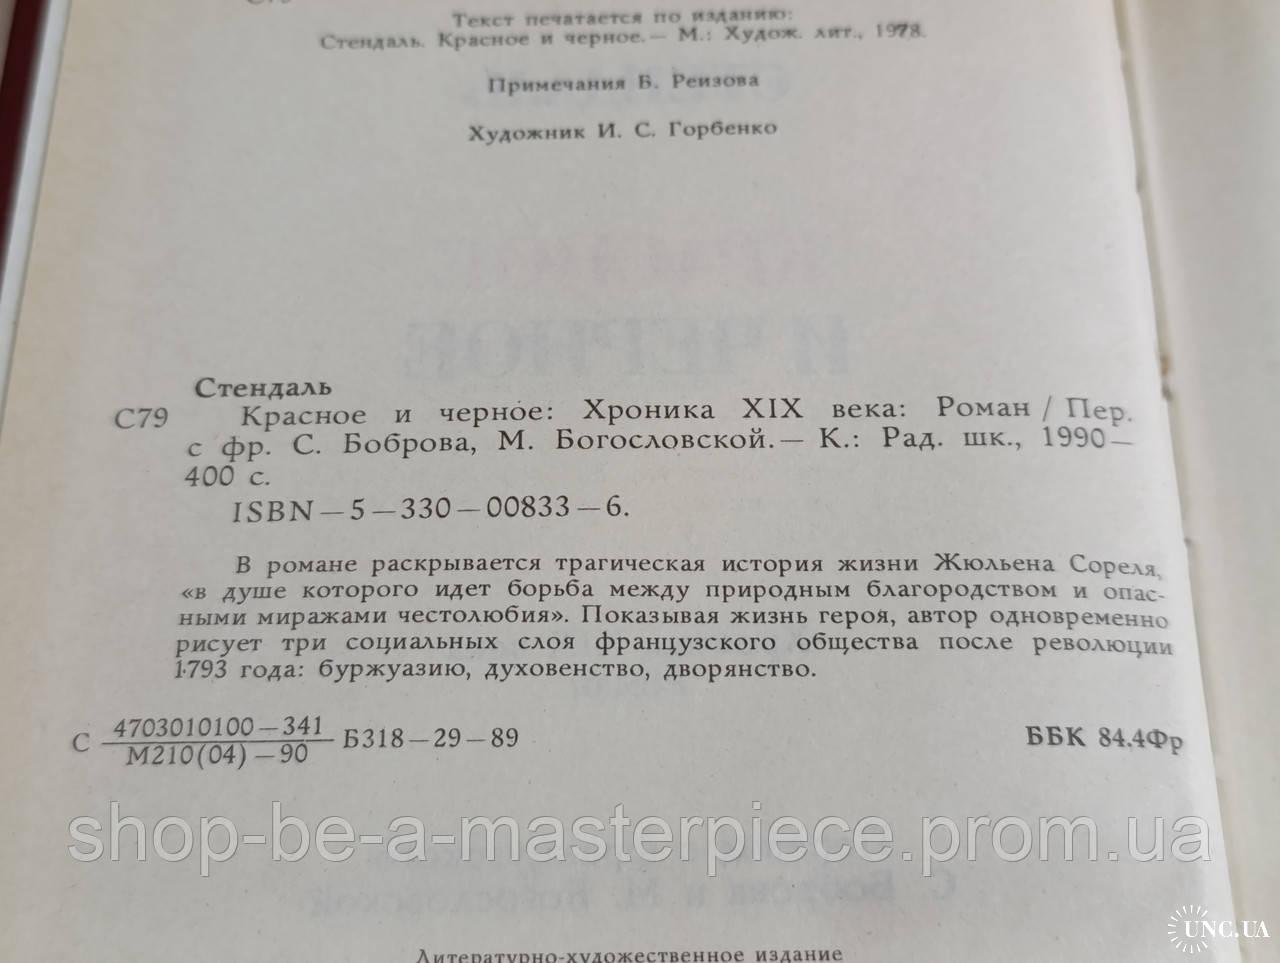 Текст печатается по изданию:
Стендаль. Красное и черное.— М.: Худож. лит., 1978.
Примечания Б. Реизова
Художник И. С. Горбенко
И ЧЕРНОЕ
Стендаль
С79 Красное и черное: Хроника XIX века: Роман / Пер.
с фр. С. Боброва, М. Богословской.— К.: Рад. шк., 1990—
400 с.
ISBN—5—330—00833—6.
В романе раскрывается трагическая история жизни Жюльена Сореля,
«в душе которого идет борьба между природным благородством и опас-
ными миражами честолюбия». Показывая жизнь героя, автор одновременно
рисует три социальных слоя французского общества после революции
1793 года: буржуазию, духовенство, дворянство.
С 4703010100—341
М210(04)—90 Б318—29—89 ББК 84.4Фр
shop-be-a-masterpiece.prom.ua
С. Боброва и М. Богословской
Литературно-художественное издание
UNC.UA